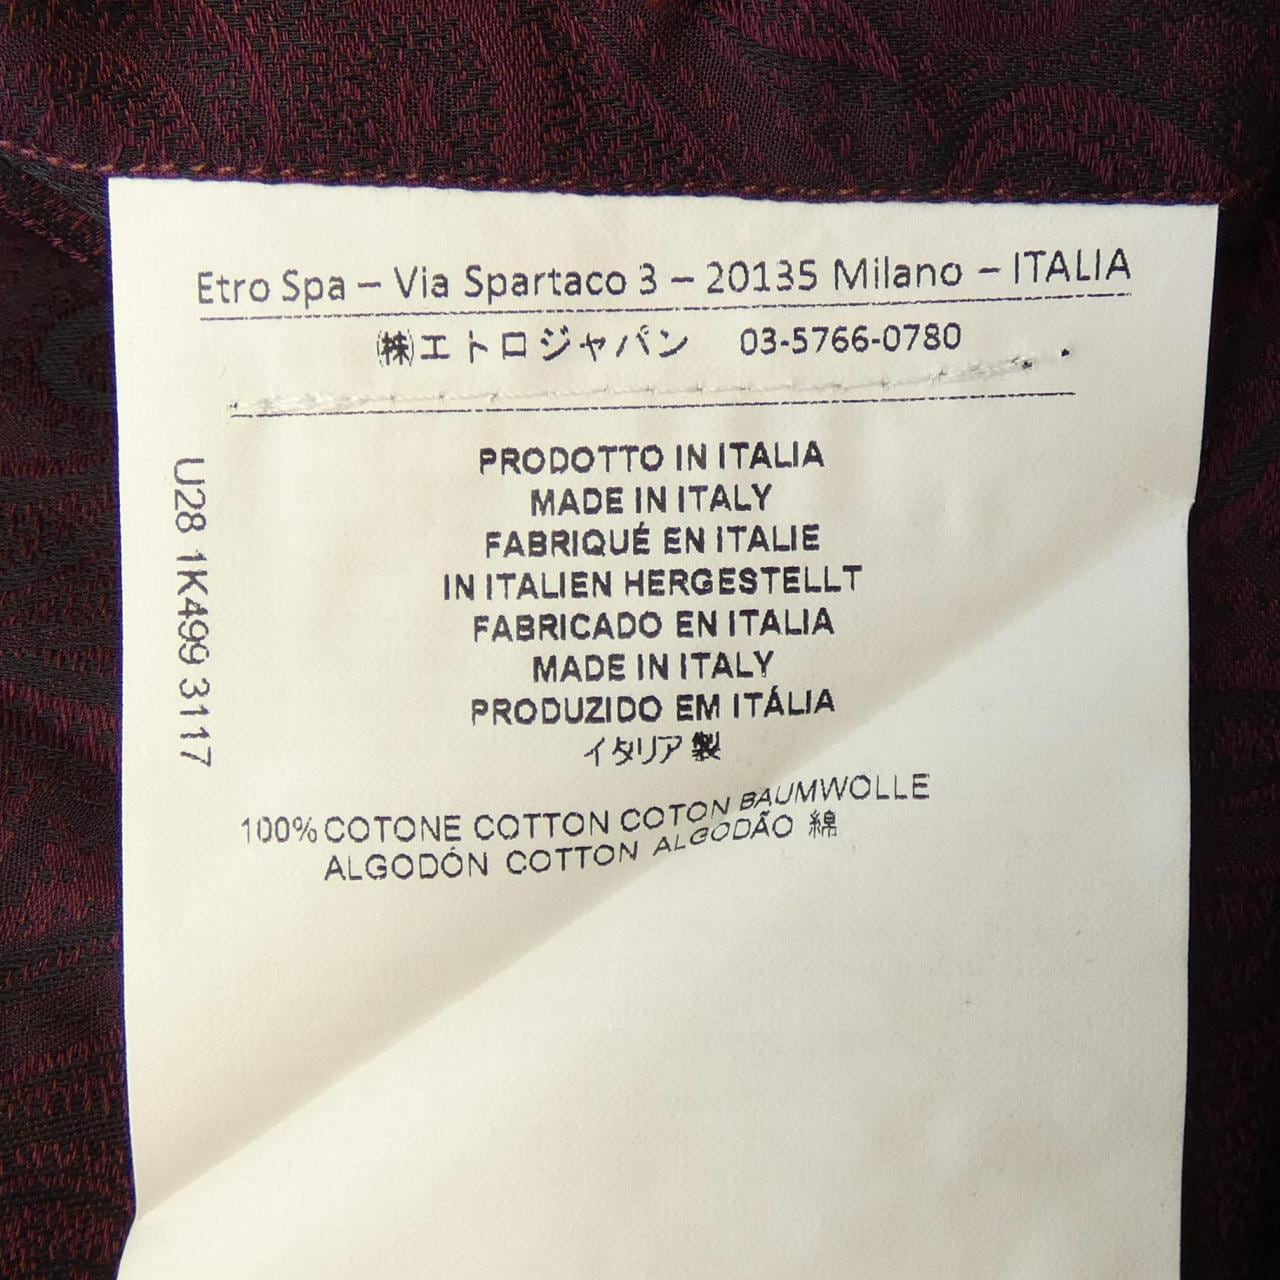 Etro Spa – Via Spartaco 3 – 20135 Milano – ITALIA
㈱エトロジャパン 03-5766-0780
U28 1K499 3117
PRODOTTO IN ITALIA
MADE IN ITALY
FABRIQUÉ EN ITALIE
IN ITALIEN HERGESTELLT
FABRICADO EN ITALIA
MADE IN ITALY
PRODUZIDO EM ITÁLIA
イタリア製
100% COTONE COTTON COTON BAUMWOLLE
ALGODÓN COTTON ALGODÃO 綿